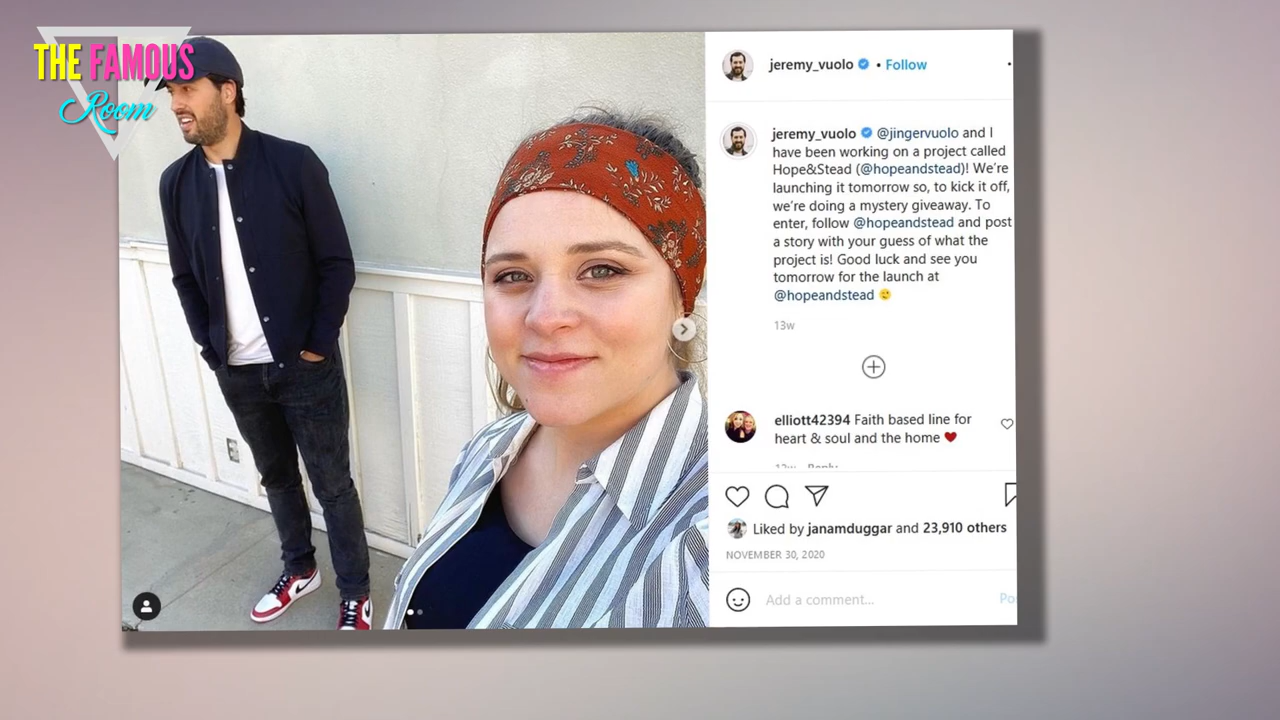 THE FAMOUS
Room
jeremy_vuolo • Follow
jeremy_vuolo @jingervuolo and I
have been working on a project called
Hope&Stead (@hopeandstead)! We're
launching it tomorrow so, to kick it off,
we're doing a mystery giveaway. To
enter, follow @hopeandstead and post
a story with your guess of what the
project is! Good luck and see you
tomorrow for the launch at
@hopeandstead
13w
elliott42394 Faith based line for
heart & soul and the home
Liked by janamduggar and 23,910 others
NOVEMBER 30, 2020
Add a comment...